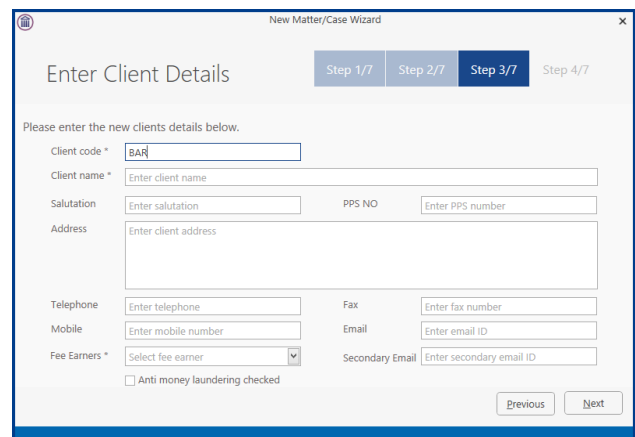 New Matter/Case Wizard
Enter Client Details
Step 1/7 Step 2/7 Step 3/7 Step 4/7
Please enter the new clients details below.
Client code * BAR
Client name * Enter client name
Salutation Enter salutation PPS NO Enter PPS number
Address Enter client address
Telephone Enter telephone Fax Enter fax number
Mobile Enter mobile number Email Enter email ID
Fee Earners * Select fee earner Secondary Email Enter secondary email ID
Anti money laundering checked
Previous Next